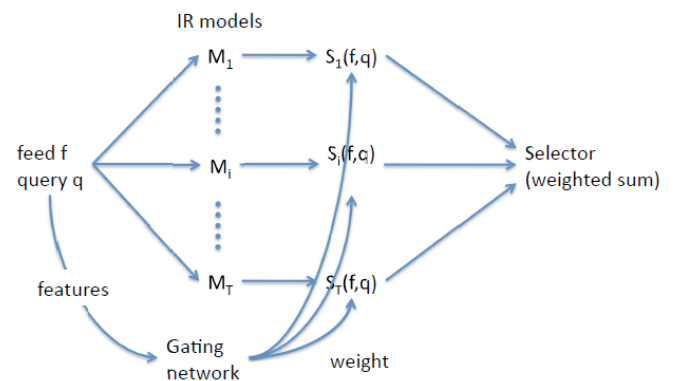 IR models
M1
S1(f,q)
feed f
query q
Mi
Si(f,q)
Selector
(weighted sum)
features
MT
ST(f,q)
Gating
network
weight